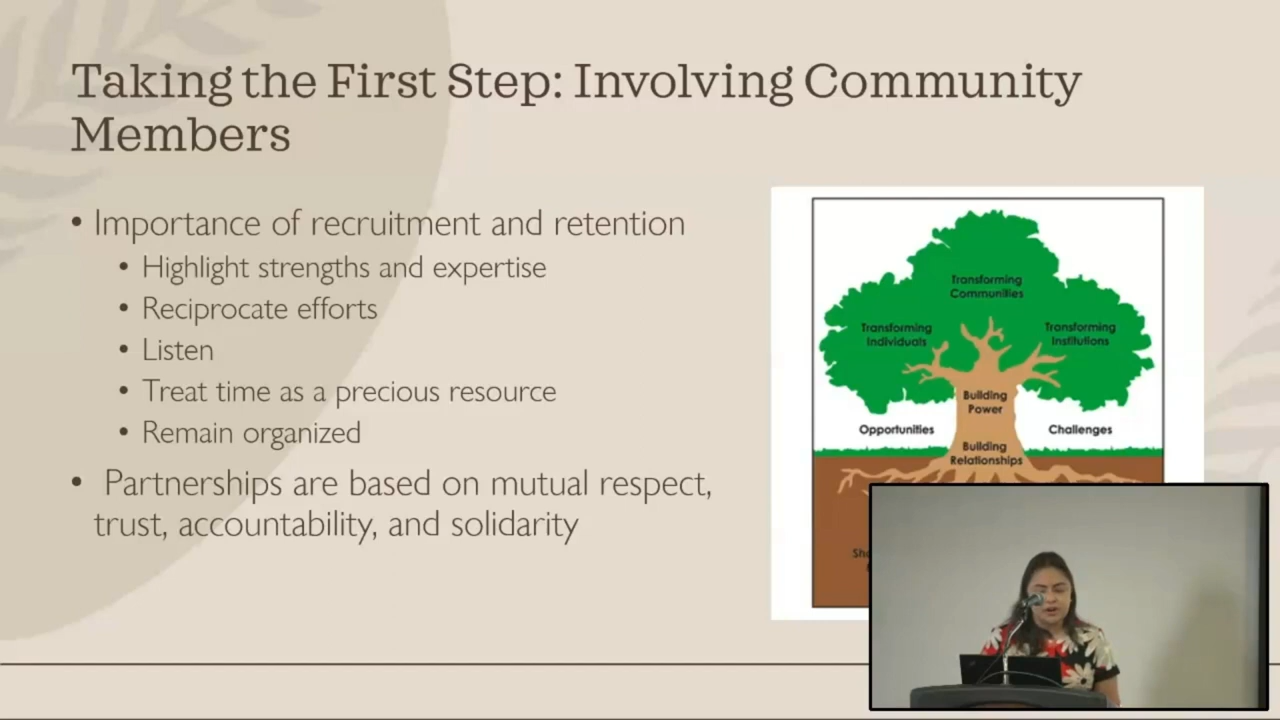 Taking the First Step: Involving Community
Members
• Importance of recruitment and retention
• Highlight strengths and expertise
• Reciprocate efforts
• Listen
• Treat time as a precious resource
• Remain organized
• Partnerships are based on mutual respect,
trust, accountability, and solidarity
Transforming
Communities
Transforming
Individuals
Transforming
Institutions
Building
Power
Opportunities
Challenges
Building
Relationships